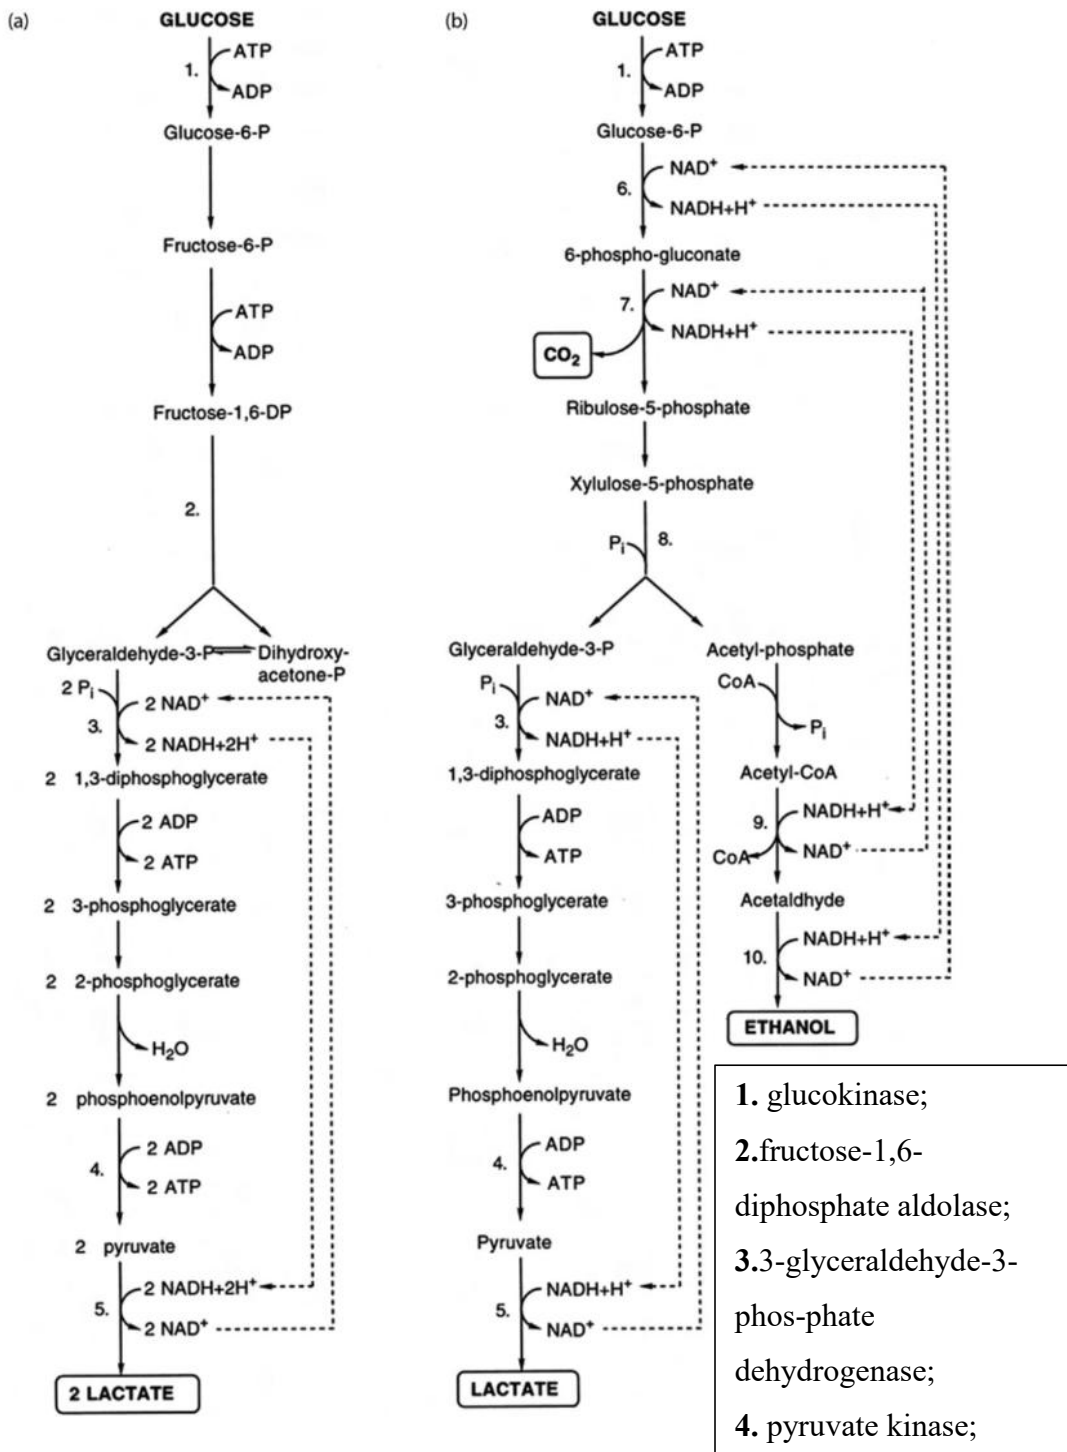 (a)
GLUCOSE
1.
ATP
ADP
Glucose-6-P
Fructose-6-P
ATP
ADP
Fructose-1,6-DP
2.
Glyceraldehyde-3-P
Dihydroxy-
acetone-P
2 Pi
3.
2 NAD+
2 NADH+2H+
2 1,3-diphosphoglycerate
2 ADP
2 ATP
2 3-phosphoglycerate
2 2-phosphoglycerate
H2O
2 phosphoenolpyruvate
4.
2 ADP
2 ATP
2 pyruvate
5.
2 NADH+2H+
2 NAD+
2 LACTATE
(b)
GLUCOSE
1.
ATP
ADP
Glucose-6-P
6.
NAD+
NADH+H+
6-phospho-gluconate
7.
NAD+
NADH+H+
CO2
Ribulose-5-phosphate
Xylulose-5-phosphate
Pi
8.
Glyceraldehyde-3-P
Pi
3.
NAD+
NADH+H+
1,3-diphosphoglycerate
ADP
ATP
3-phosphoglycerate
2-phosphoglycerate
H2O
Phosphoenolpyruvate
4.
ADP
ATP
Pyruvate
5.
NADH+H+
NAD+
LACTATE
Acetyl-phosphate
CoA
Pi
Acetyl-CoA
9.
NADH+H+
CoA
NAD+
Acetaldhyde
10.
NADH+H+
NAD+
ETHANOL
1. glucokinase;
2.fructose-1,6-
diphosphate aldolase;
3.3-glyceraldehyde-3-
phos-phate
dehydrogenase;
4. pyruvate kinase;